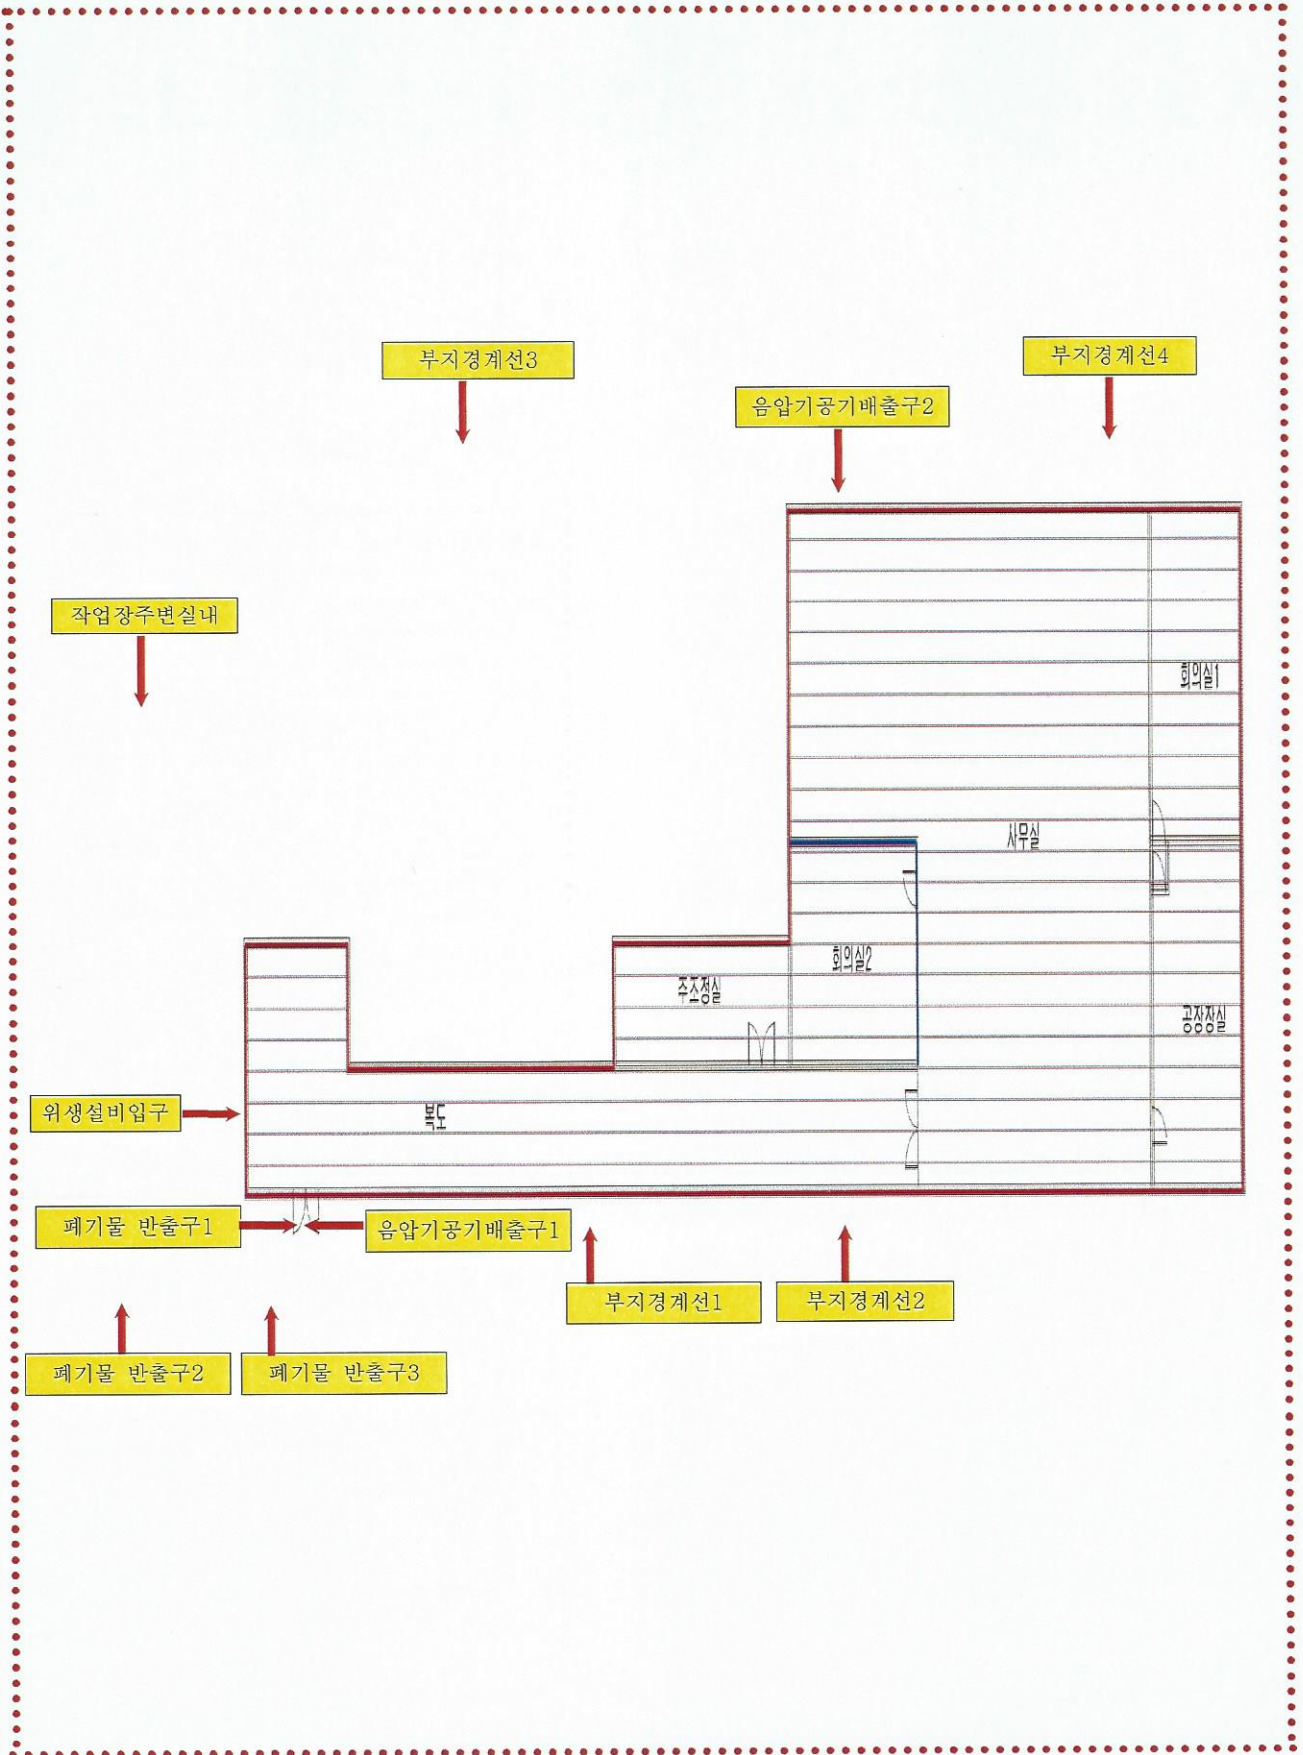 부지경계선3
부지경계선4
음압기공기배출구2
작업장주변실내
회의실1
사무실
회의실2
주조정실
공장장실
위생설비입구
복도
폐기물 반출구1
음압기공기배출구1
부지경계선1
부지경계선2
폐기물 반출구2
폐기물 반출구3